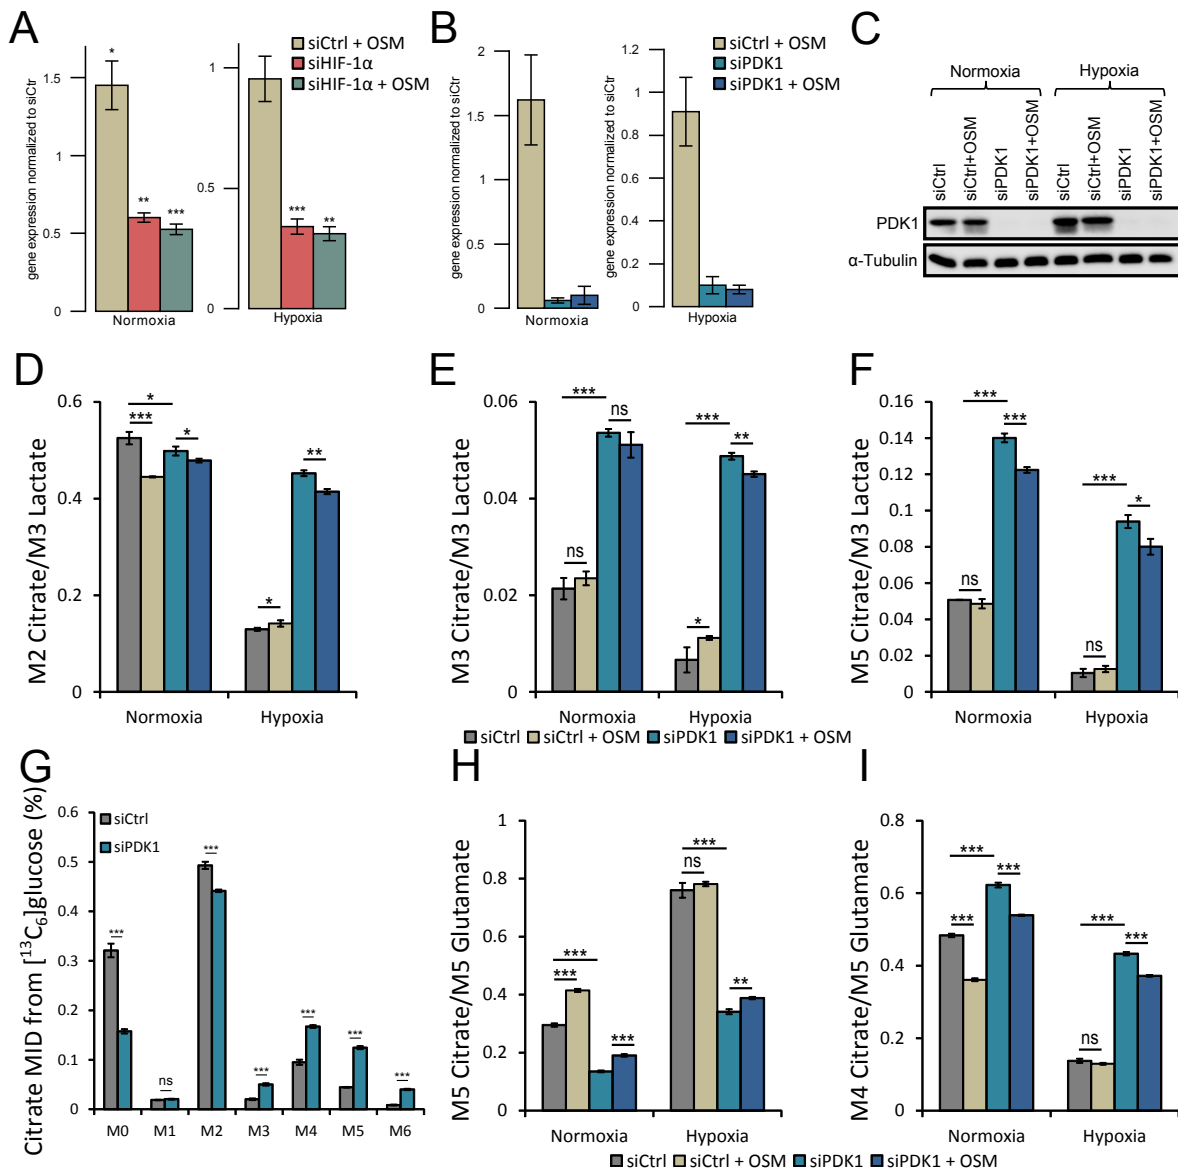 A
gene expression normalized to siCtr
1.5
1
0.5
0
*
**
***
Normoxia
1
0.5
0
***
**
Hypoxia
siCtrl + OSM
siHIF-1α
siHIF-1α + OSM
B
gene expression normalized to siCtr
2
1.5
1
0.5
0
Normoxia
gene expression normalized to siCtr
1.2
1
0.8
0.6
0.4
0.2
0
Hypoxia
siCtrl + OSM
siPDK1
siPDK1 + OSM
C
Normoxia
Hypoxia
siCtrl
siCtrl+OSM
siPDK1
siPDK1+OSM
siCtrl
siCtrl+OSM
siPDK1
siPDK1+OSM
PDK1
α-Tubulin
D
M2 Citrate/M3 Lactate
0.6
0.4
0.2
0
*
***
*
*
**
Normoxia
Hypoxia
E
M3 Citrate/M3 Lactate
0.06
0.04
0.02
0
***
ns
ns
***
**
*
Normoxia
Hypoxia
F
M5 Citrate/M3 Lactate
0.16
0.14
0.12
0.1
0.08
0.06
0.04
0.02
0
***
***
ns
***
*
ns
Normoxia
Hypoxia
siCtrl
siCtrl + OSM
siPDK1
siPDK1 + OSM
G
Citrate MID from [¹³C₆]glucose (%)
0.6
0.5
0.4
0.3
0.2
0.1
0
siCtrl
siPDK1
***
ns
***
***
***
***
***
M0
M1
M2
M3
M4
M5
M6
H
M5 Citrate/M5 Glutamate
1
0.8
0.6
0.4
0.2
0
***
***
***
***
ns
**
Normoxia
Hypoxia
I
M4 Citrate/M5 Glutamate
0.8
0.6
0.4
0.2
0
***
***
***
***
***
ns
Normoxia
Hypoxia
siCtrl
siCtrl + OSM
siPDK1
siPDK1 + OSM